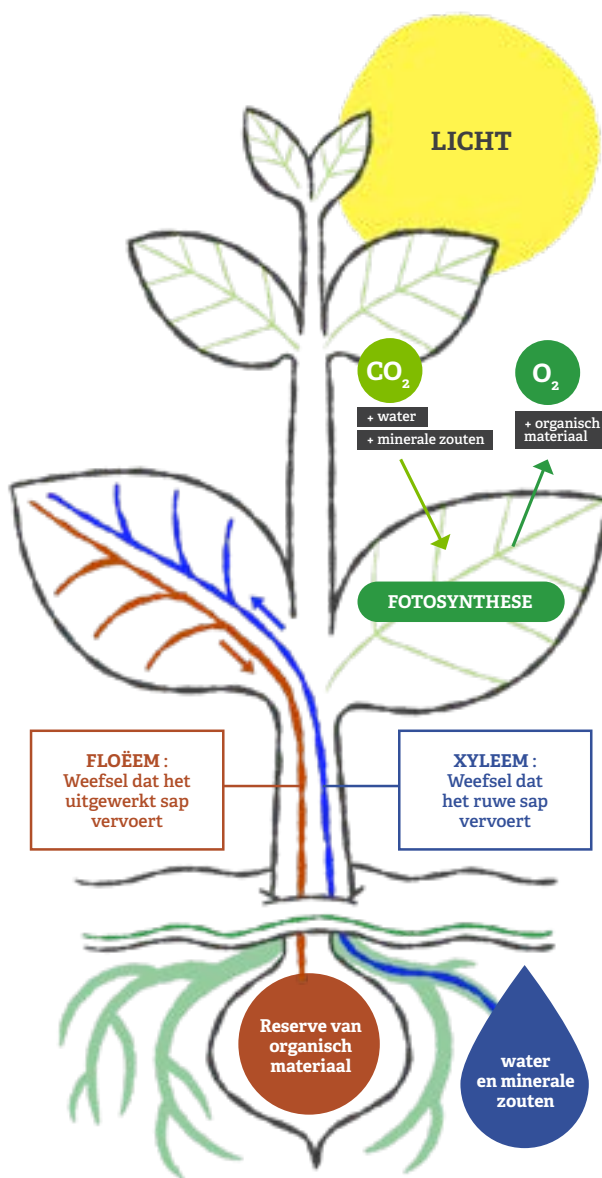 LICHT
CO₂
+ water
+ minerale zouten
O₂
+ organisch
materiaal
FOTOSYNTHESE
FLOËEM :
Weefsel dat het
uitgewerkt sap
vervoert
XYLEEM :
Weefsel dat
het ruwe sap
vervoert
Reserve van
organisch
materiaal
water
en minerale
zouten